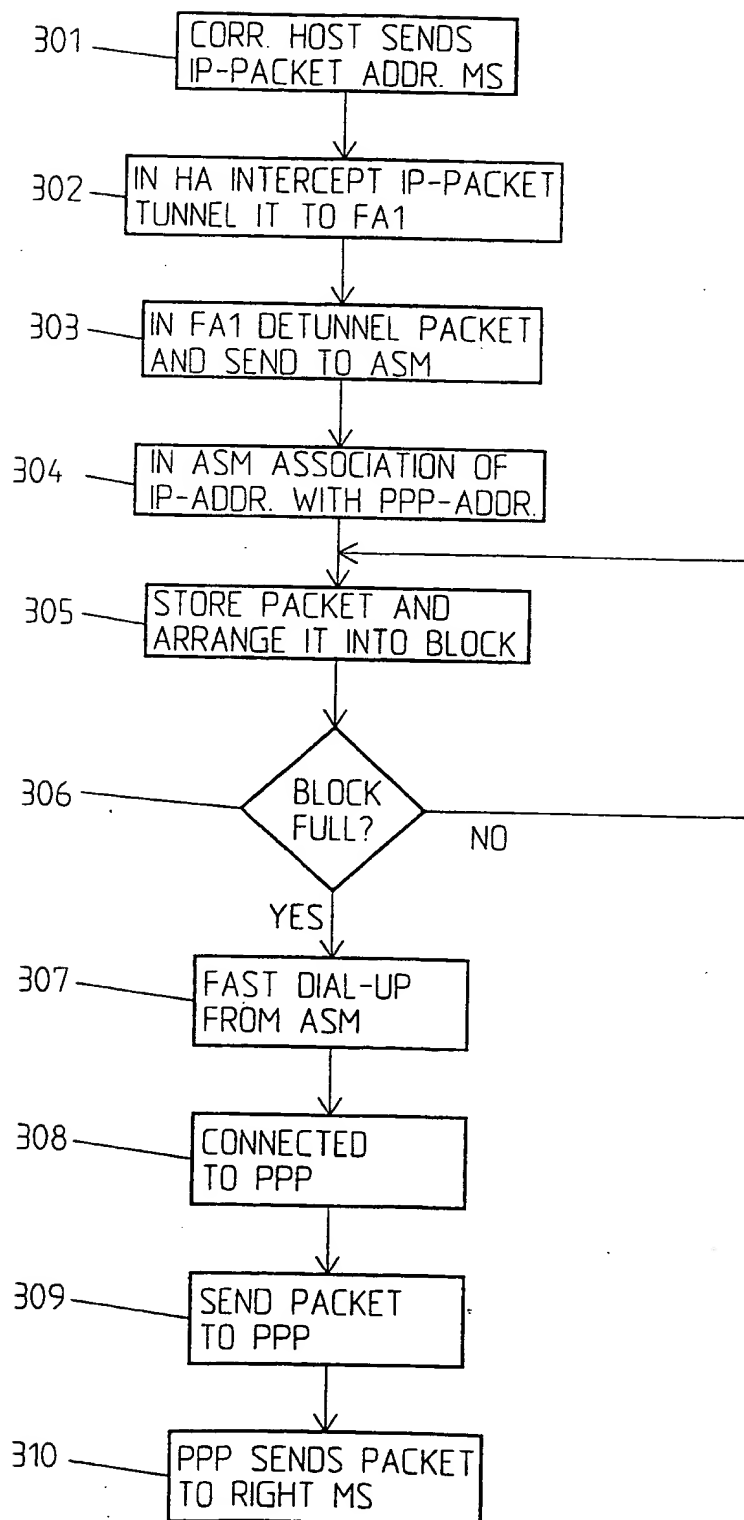 301
CORR. HOST SENDS
IP-PACKET ADDR. MS
302
IN HA INTERCEPT IP-PACKET
TUNNEL IT TO FA1
303
IN FA1 DETUNNEL PACKET
AND SEND TO ASM
304
IN ASM ASSOCIATION OF
IP-ADDR. WITH PPP-ADDR.
305
STORE PACKET AND
ARRANGE IT INTO BLOCK
306
BLOCK
FULL?
NO
YES
307
FAST DIAL-UP
FROM ASM
308
CONNECTED
TO PPP
309
SEND PACKET
TO PPP
310
PPP SENDS PACKET
TO RIGHT MS